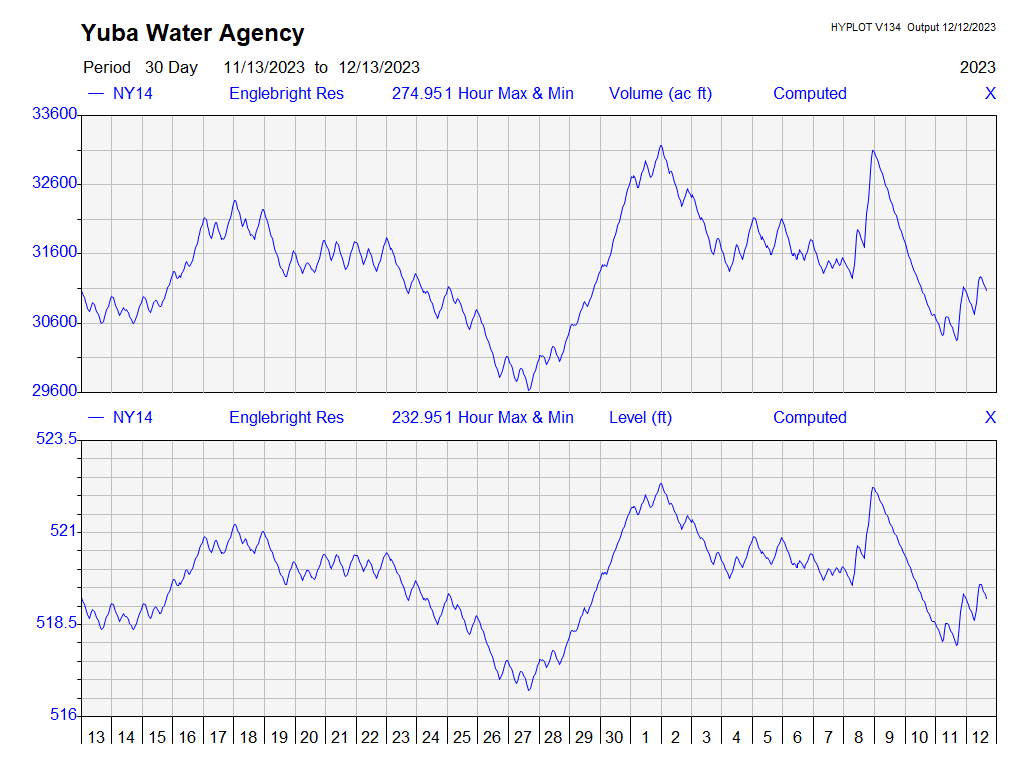 Yuba Water Agency
HYPLOT V134 Output 12/12/2023
Period 30 Day 11/13/2023 to 12/13/2023 2023
NY14 Englebright Res 274.95 1 Hour Max & Min Volume (ac ft) Computed X
33600
32600
31600
30600
29600
NY14 Englebright Res 232.95 1 Hour Max & Min Level (ft) Computed X
523.5
521
518.5
516
13 14 15 16 17 18 19 20 21 22 23 24 25 26 27 28 29 30 1 2 3 4 5 6 7 8 9 10 11 12